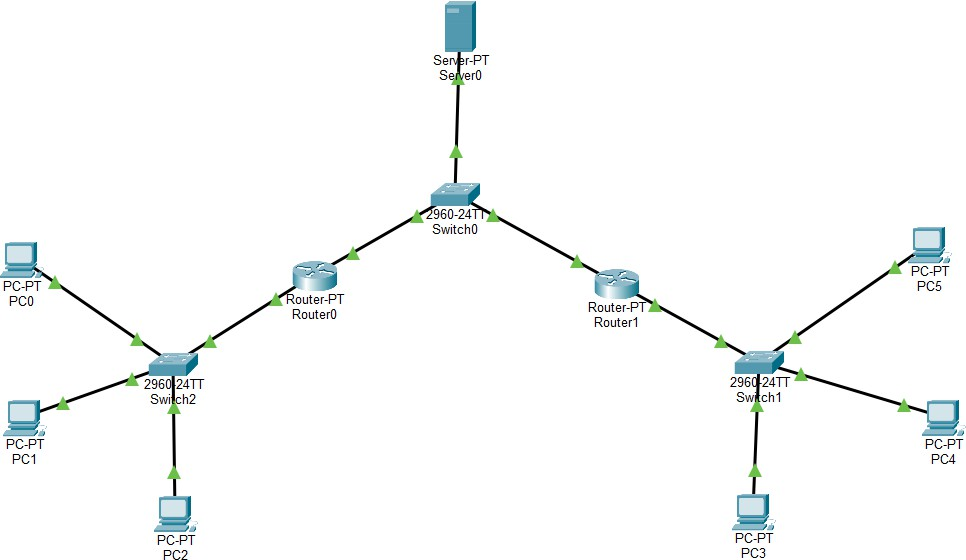 Server-PT
Server0
2960-24TT
Switch0
PC-PT
PC0
Router-PT
Router0
Router-PT
Router1
PC-PT
PC5
2960-24TT
Switch2
2960-24TT
Switch1
PC-PT
PC1
PC-PT
PC4
PC-PT
PC2
PC-PT
PC3